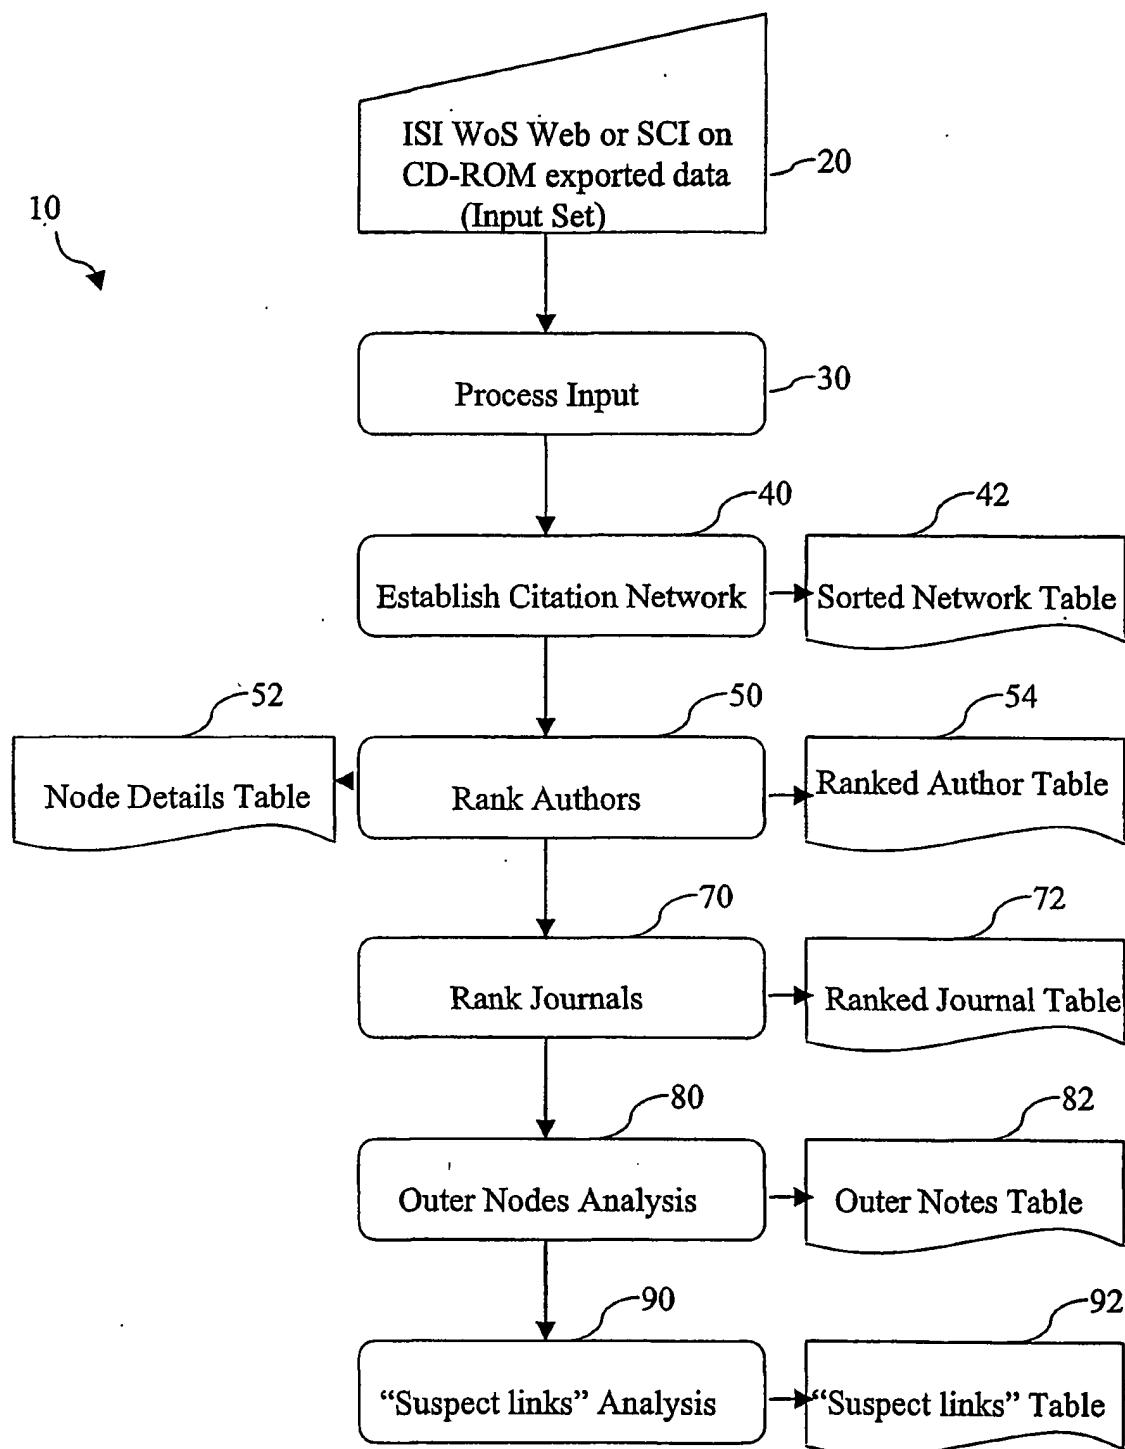 ISI WoS Web or SCI on
CD-ROM exported data
(Input Set)
20
10
Process Input
30
40
42
Establish Citation Network
Sorted Network Table
52
50
54
Node Details Table
Rank Authors
Ranked Author Table
70
72
Rank Journals
Ranked Journal Table
80
82
Outer Nodes Analysis
Outer Notes Table
90
92
“Suspect links” Analysis
“Suspect links” Table